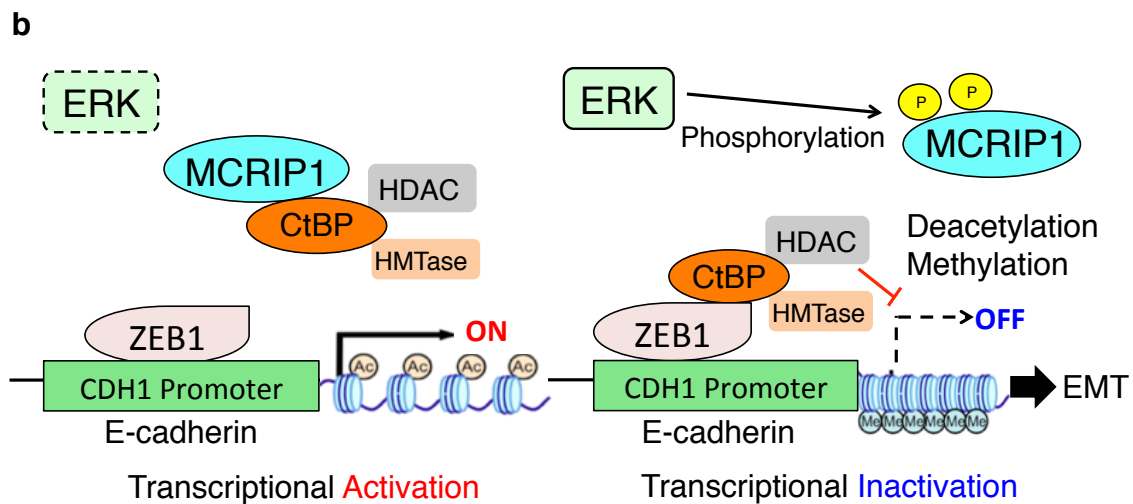 b
ERK
MCRIP1
HDAC
CtBP
HMTase
ZEB1
ON
Ac Ac Ac Ac
CDH1 Promoter
E-cadherin
Transcriptional Activation
ERK
Phosphorylation
P P
MCRIP1
Deacetylation
Methylation
HDAC
CtBP
HMTase
ZEB1
OFF
CDH1 Promoter
Me Me Me Me Me Me
EMT
E-cadherin
Transcriptional Inactivation